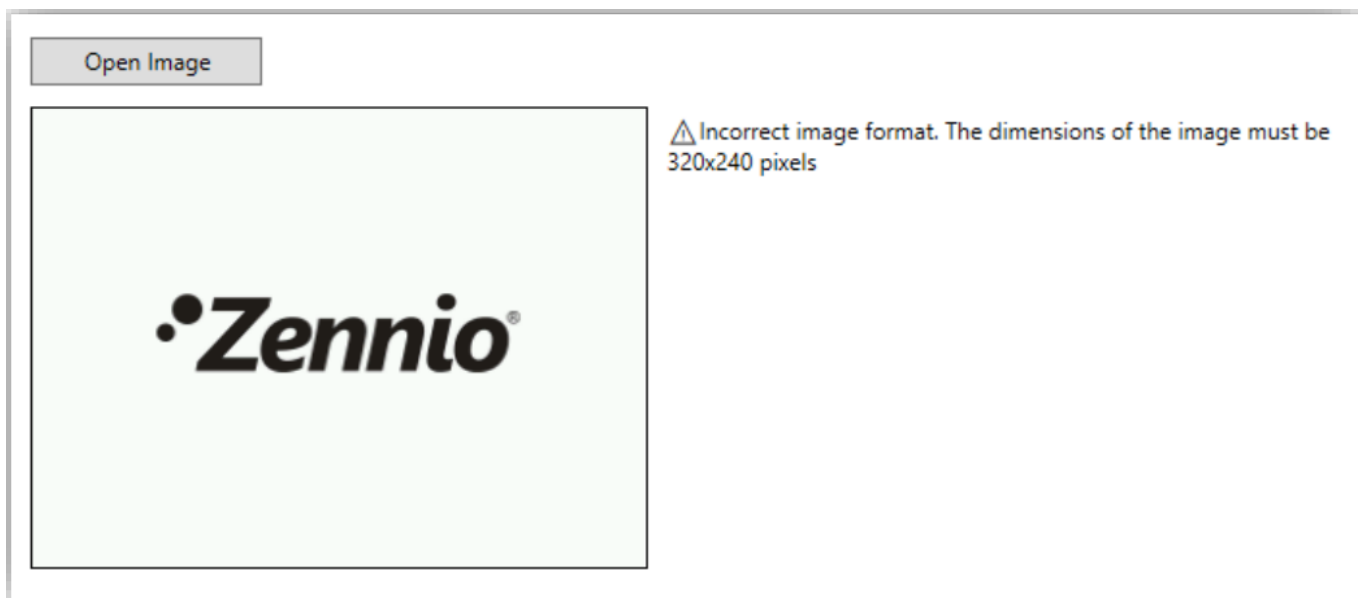 Open Image
⚠Incorrect image format. The dimensions of the image must be
320x240 pixels
Zennio®